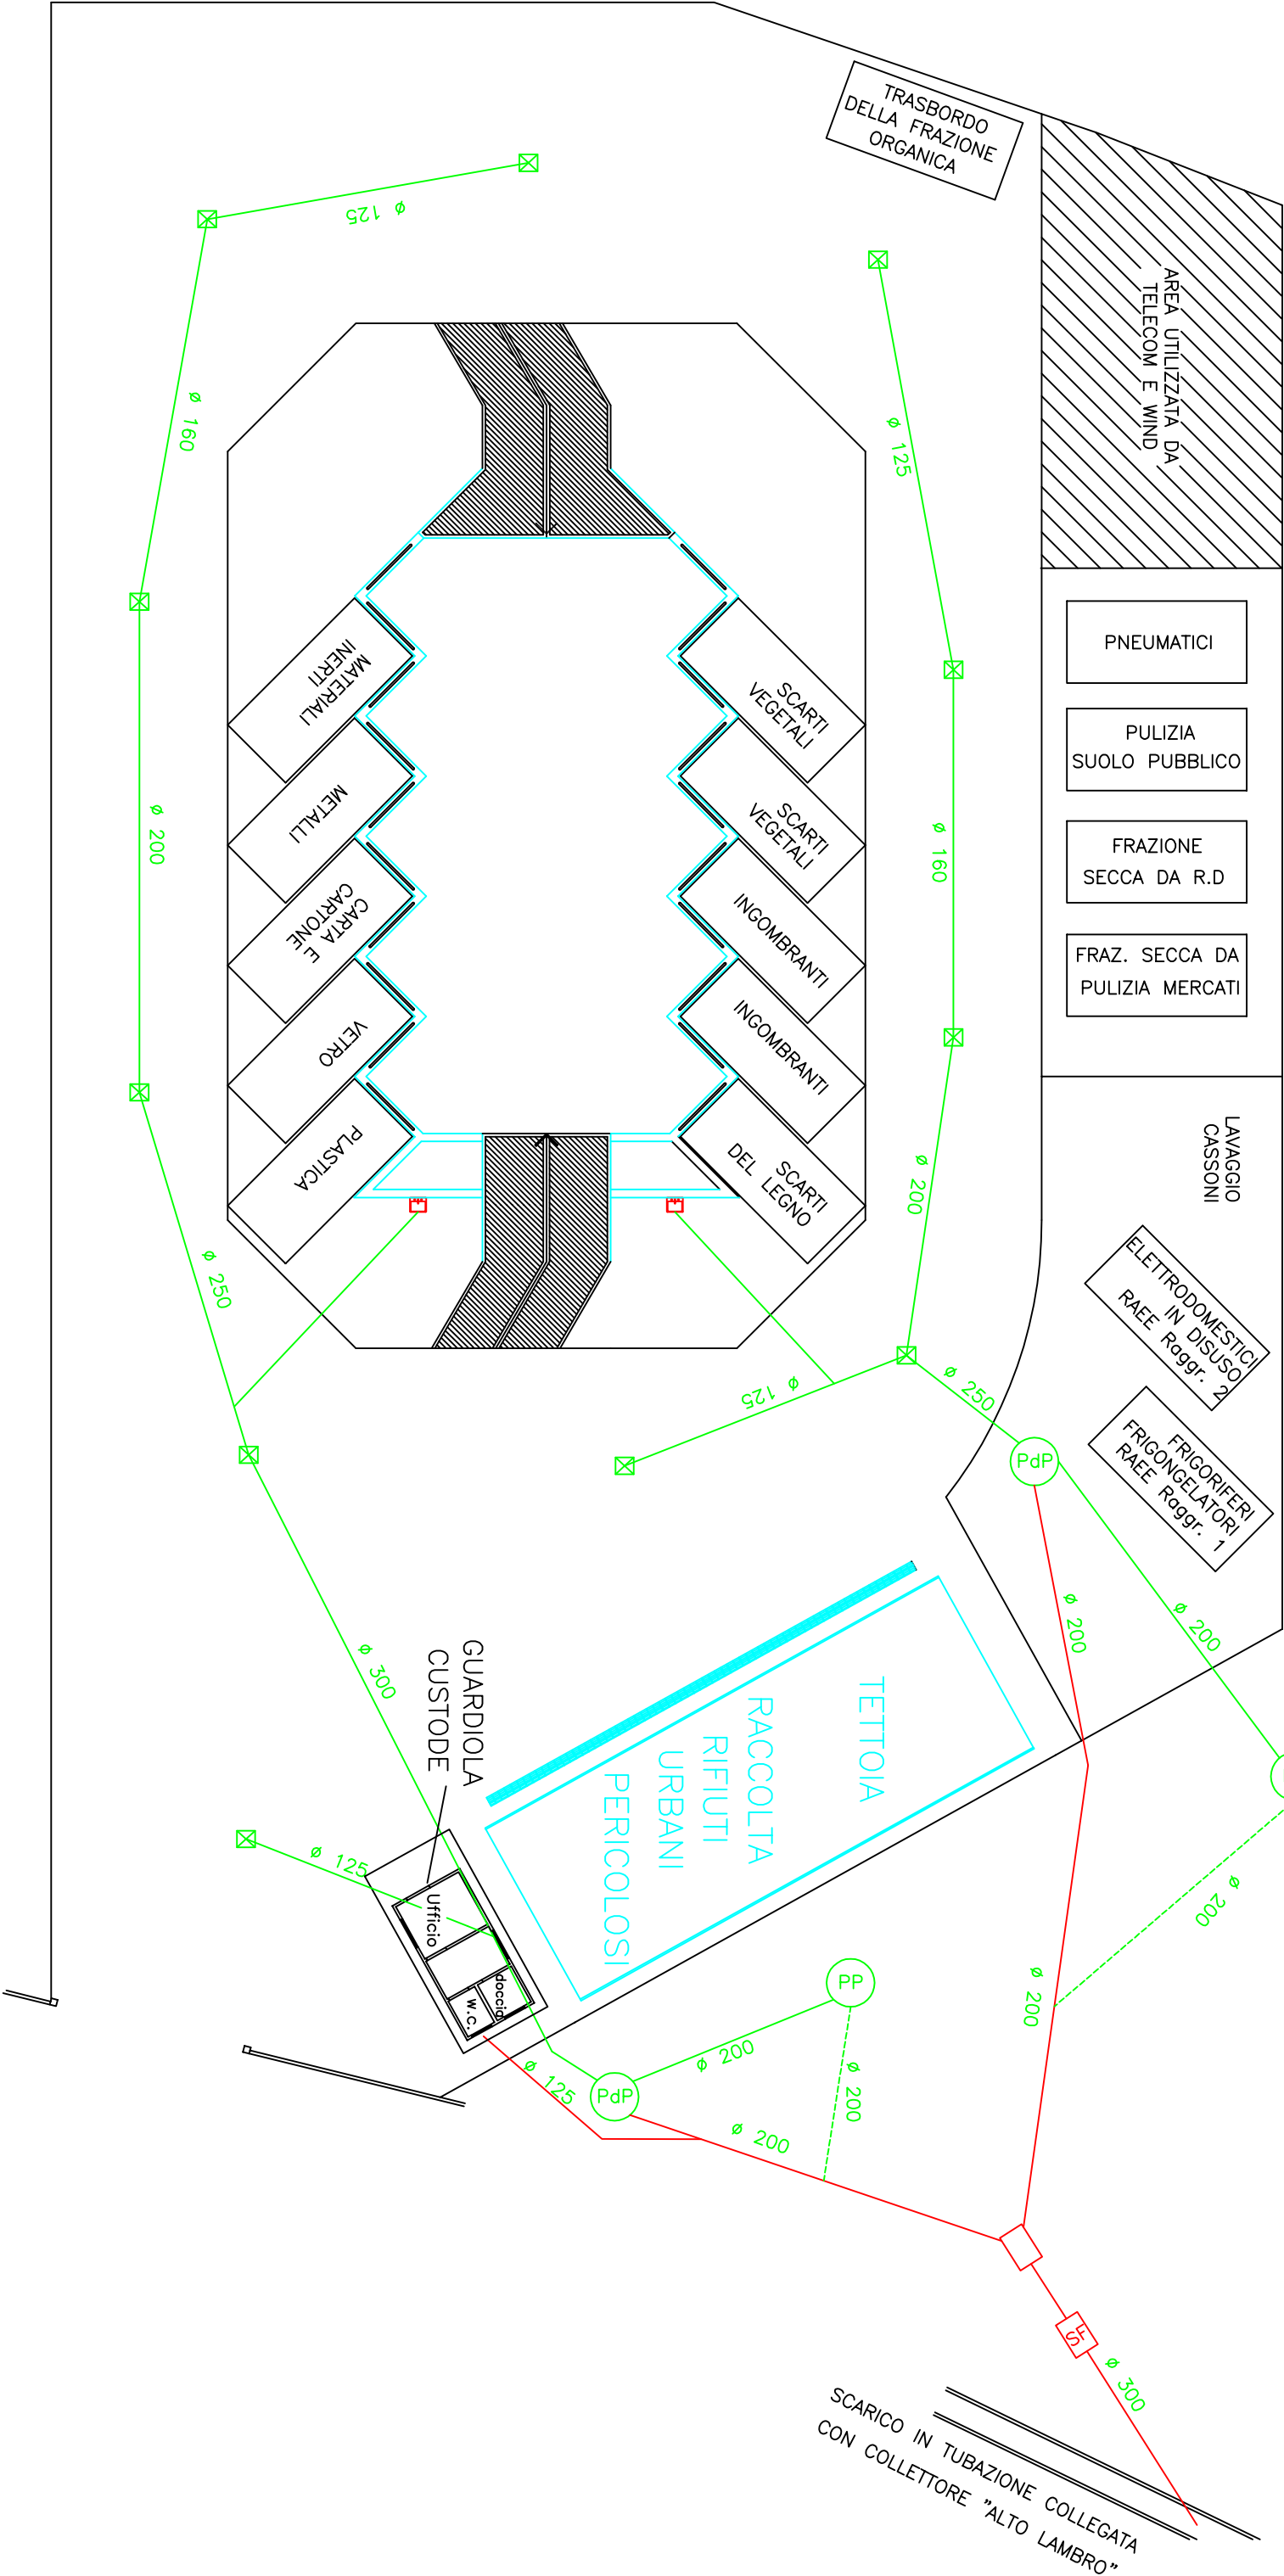 TRASBORDO
DELLA FRAZIONE
ORGANICA
ø 125
ø 125
AREA UTILIZZATA DA
TELECOM E WIND
ø 160
PNEUMATICI
PULIZIA
SUOLO PUBBLICO
FRAZIONE
SECCA DA R.D
FRAZ. SECCA DA
PULIZIA MERCATI
MATERIALI
INERTI
METALLI
CARTA E
CARTONE
VETRO
PLASTICA
SCARTI
VEGETALI
SCARTI
VEGETALI
INGOMBRANTI
INGOMBRANTI
SCARTI
DEL LEGNO
ø 200
ø 160
ø 200
ø 250
LAVAGGIO
CASSONI
ELETTRODOMESTICI
IN DISUSO
RAEE Raggr. 2
FRIGORIFERI
FRIGONGELATORI
RAEE Raggr. 1
ø 125
ø 250
PdP
ø 200
ø 200
ø 300
GUARDIOLA
CUSTODE
TETTOIA
RACCOLTA
RIFIUTI
URBANI
PERICOLOSI
ø 125
Ufficio
doccia
w.c.
ø 200
ø 200
PP
ø 200
ø 200
ø 125
PdP
ø 200
FS
ø 300
SCARICO IN TUBAZIONE COLLEGATA
CON COLLETTORE "ALTO LAMBRO"